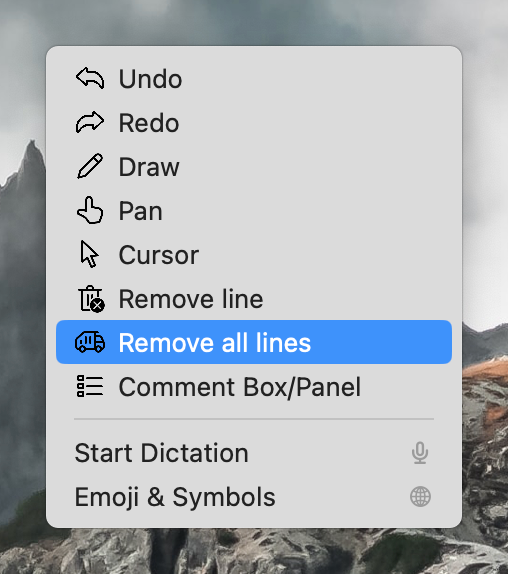 Undo
Redo
Draw
Pan
Cursor
Remove line
Remove all lines
Comment Box/Panel
Start Dictation
Emoji & Symbols